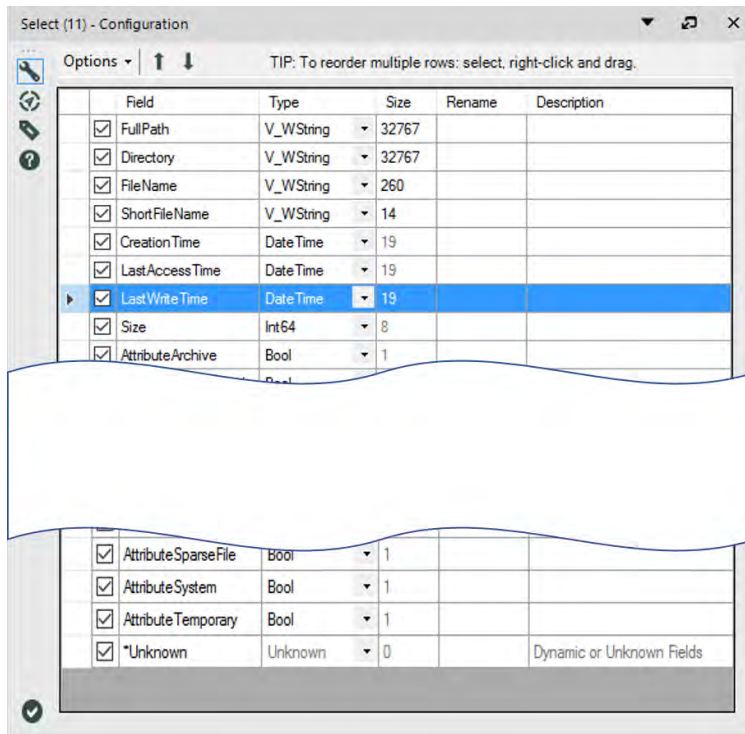 Select (11) - Configuration
Options TIP: To reorder multiple rows: select, right-click and drag.
Field Type Size Rename Description
FullPath V_WString 32767
Directory V_WString 32767
FileName V_WString 260
ShortFileName V_WString 14
CreationTime DateTime 19
LastAccessTime DateTime 19
LastWriteTime DateTime 19
Size Int64 8
AttributeArchive Bool 1
AttributeSparseFile Bool 1
AttributeSystem Bool 1
AttributeTemporary Bool 1
*Unknown Unknown 0 Dynamic or Unknown Fields